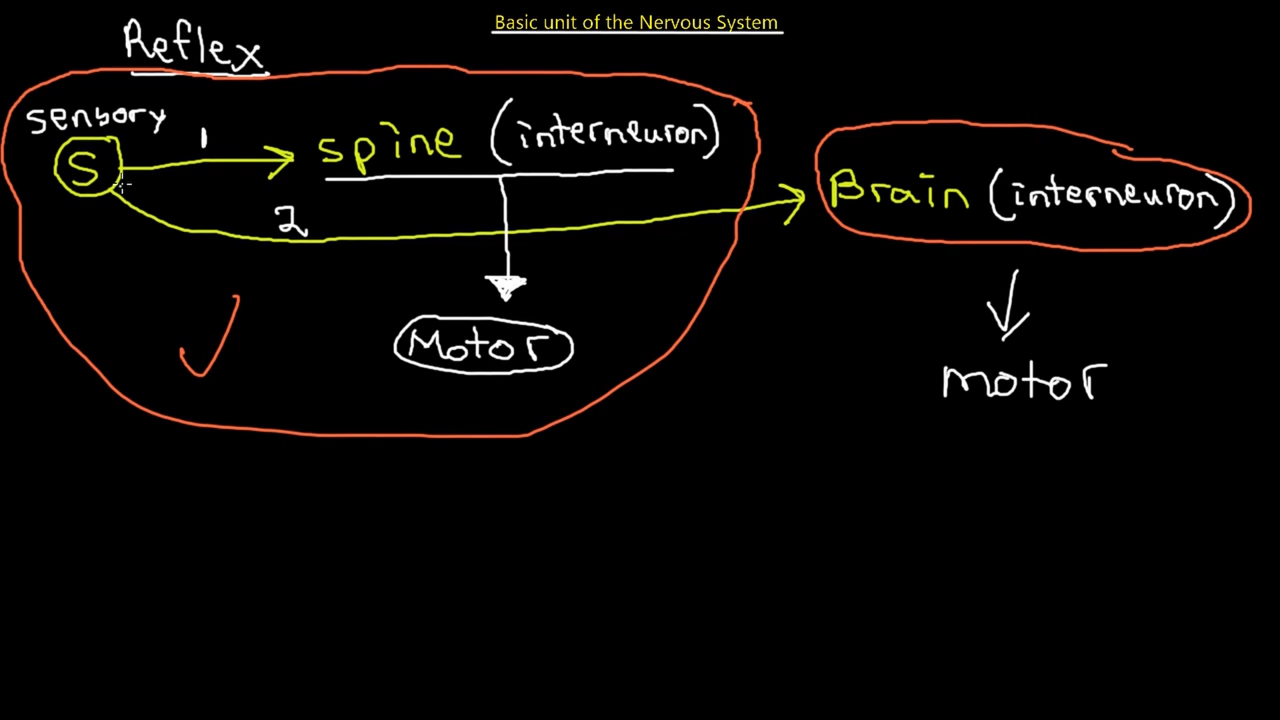 Basic unit of the Nervous System
Reflex
sensory
S
1
spine (interneuron)
2
Brain (interneuron)
Motor
motor